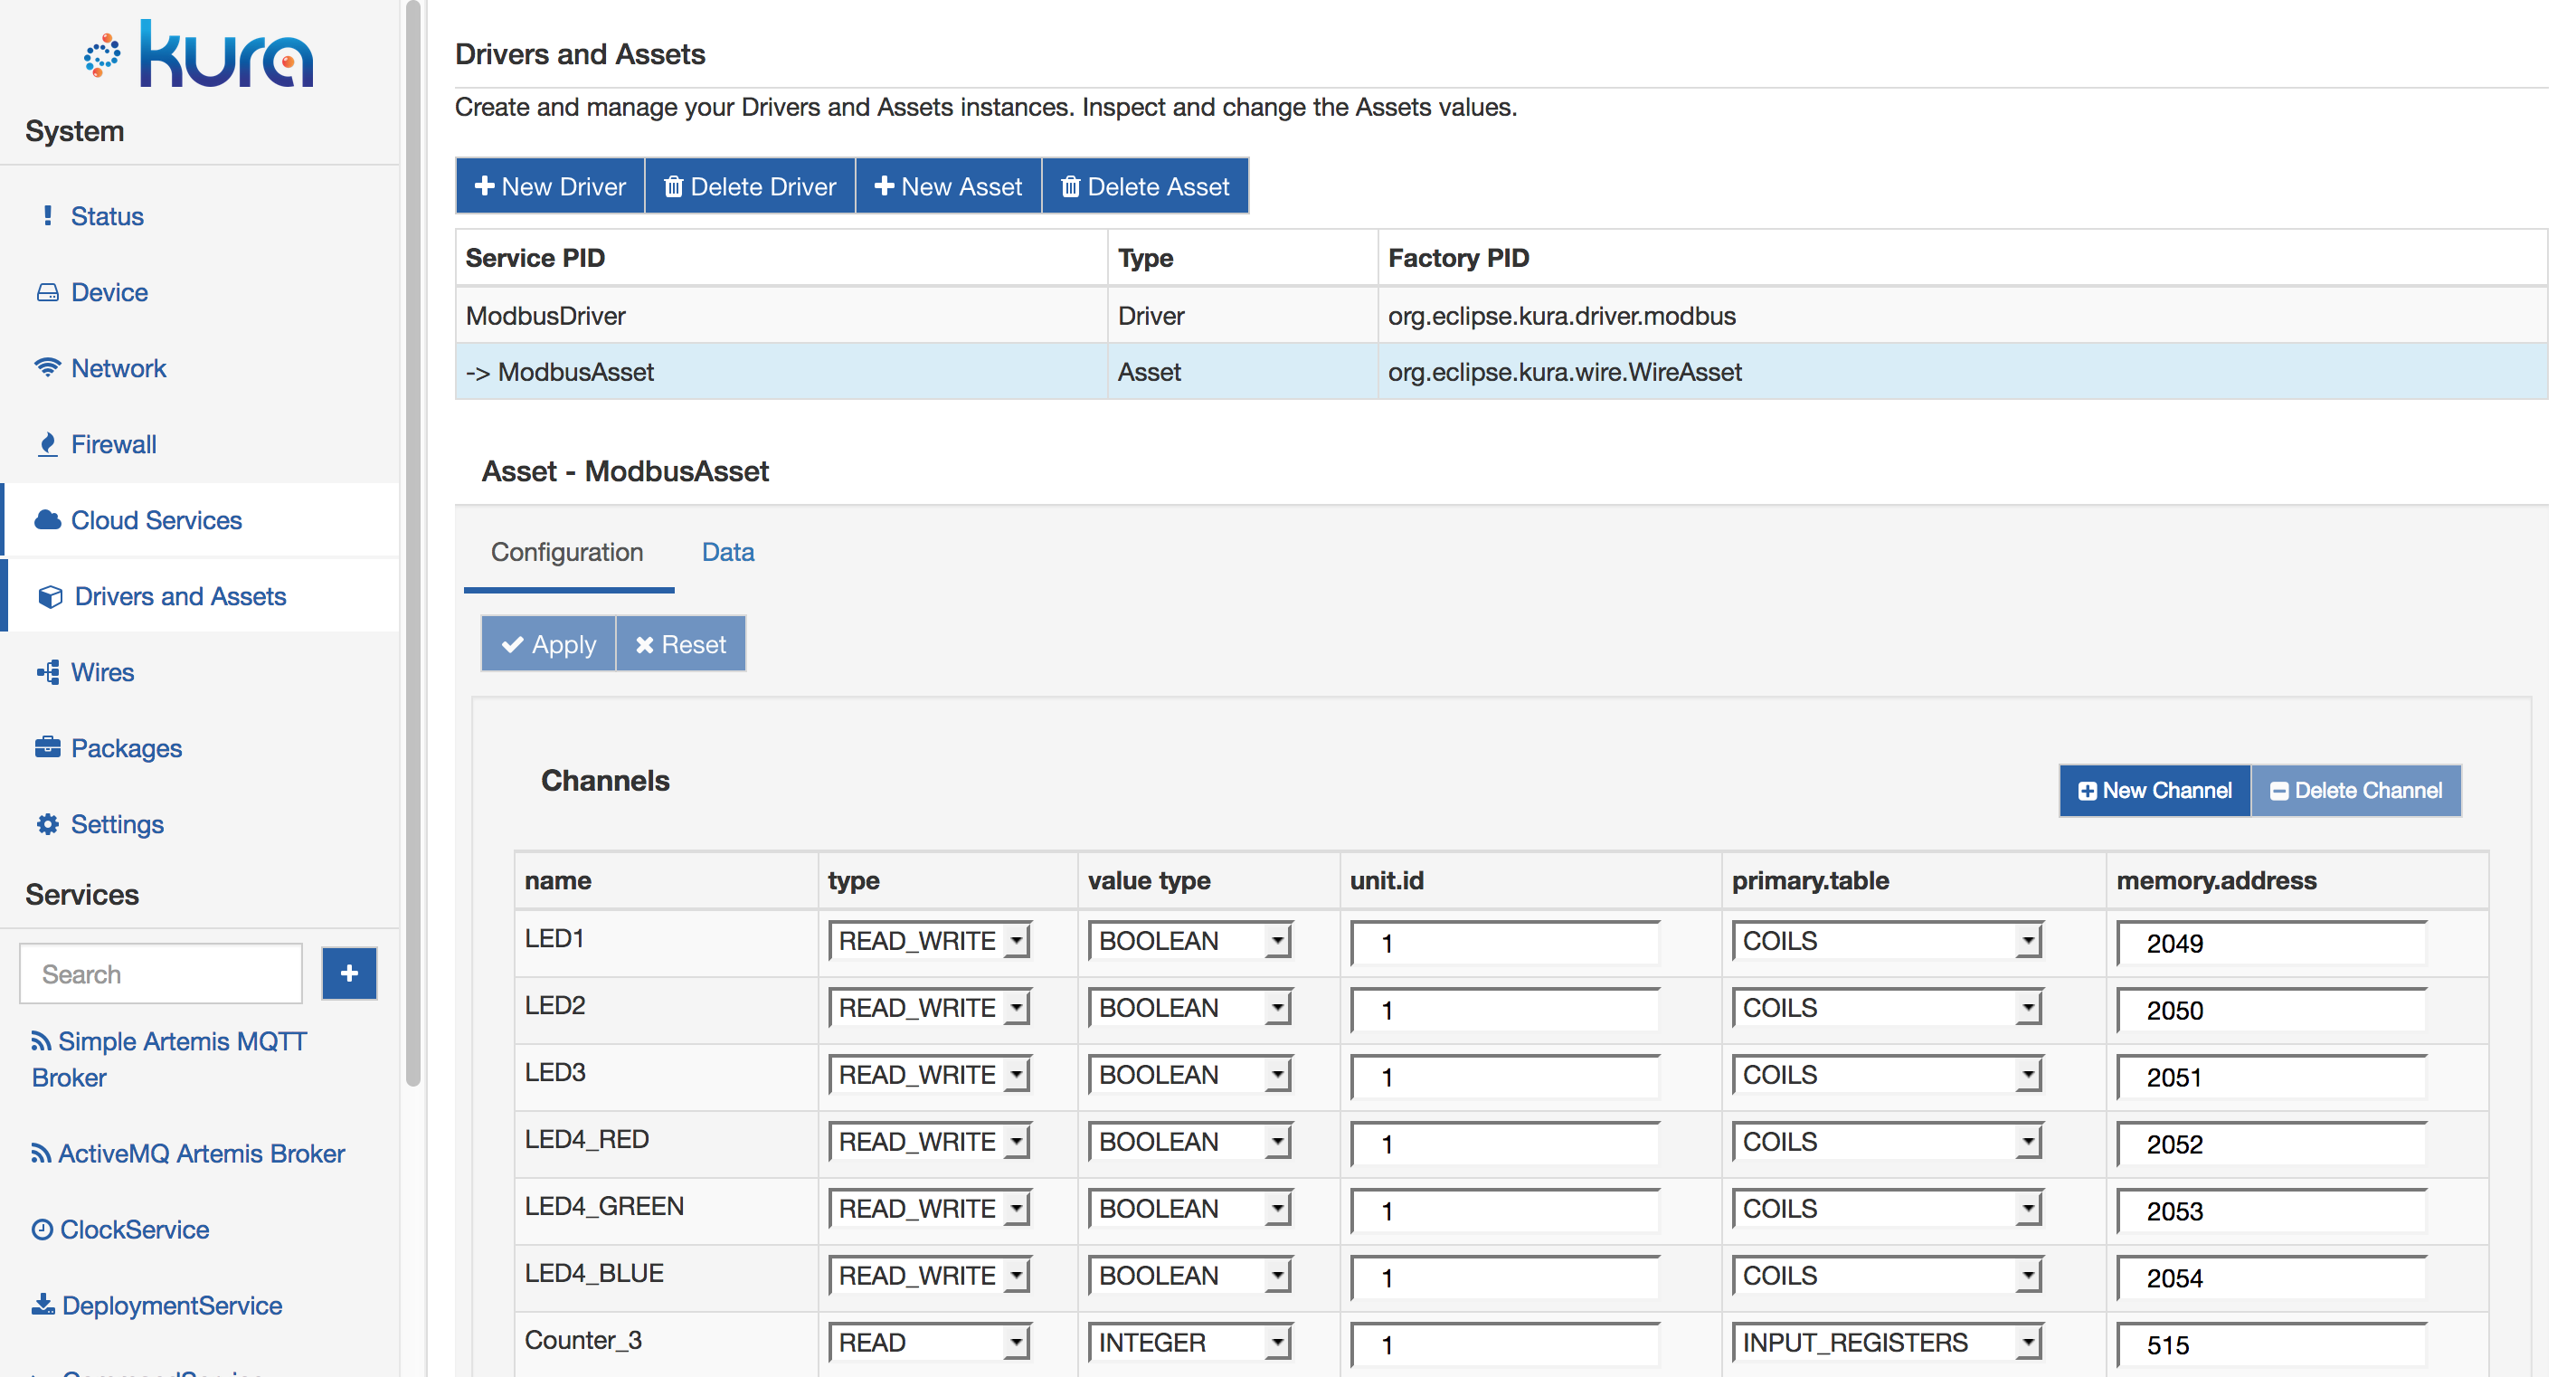 kura
System
Status
Device
Network
Firewall
Cloud Services
Drivers and Assets
Wires
Packages
Settings
Services
Search
Simple Artemis MQTT
Broker
ActiveMQ Artemis Broker
ClockService
DeploymentService
Drivers and Assets
Create and manage your Drivers and Assets instances. Inspect and change the Assets values.
New Driver Delete Driver New Asset Delete Asset
Service PID Type Factory PID
ModbusDriver Driver org.eclipse.kura.driver.modbus
-> ModbusAsset Asset org.eclipse.kura.wire.WireAsset
Asset - ModbusAsset
Configuration Data
Apply Reset
Channels New Channel Delete Channel
name type value type unit.id primary.table memory.address
LED1 READ_WRITE BOOLEAN 1 COILS 2049
LED2 READ_WRITE BOOLEAN 1 COILS 2050
LED3 READ_WRITE BOOLEAN 1 COILS 2051
LED4_RED READ_WRITE BOOLEAN 1 COILS 2052
LED4_GREEN READ_WRITE BOOLEAN 1 COILS 2053
LED4_BLUE READ_WRITE BOOLEAN 1 COILS 2054
Counter_3 READ INTEGER 1 INPUT_REGISTERS 515